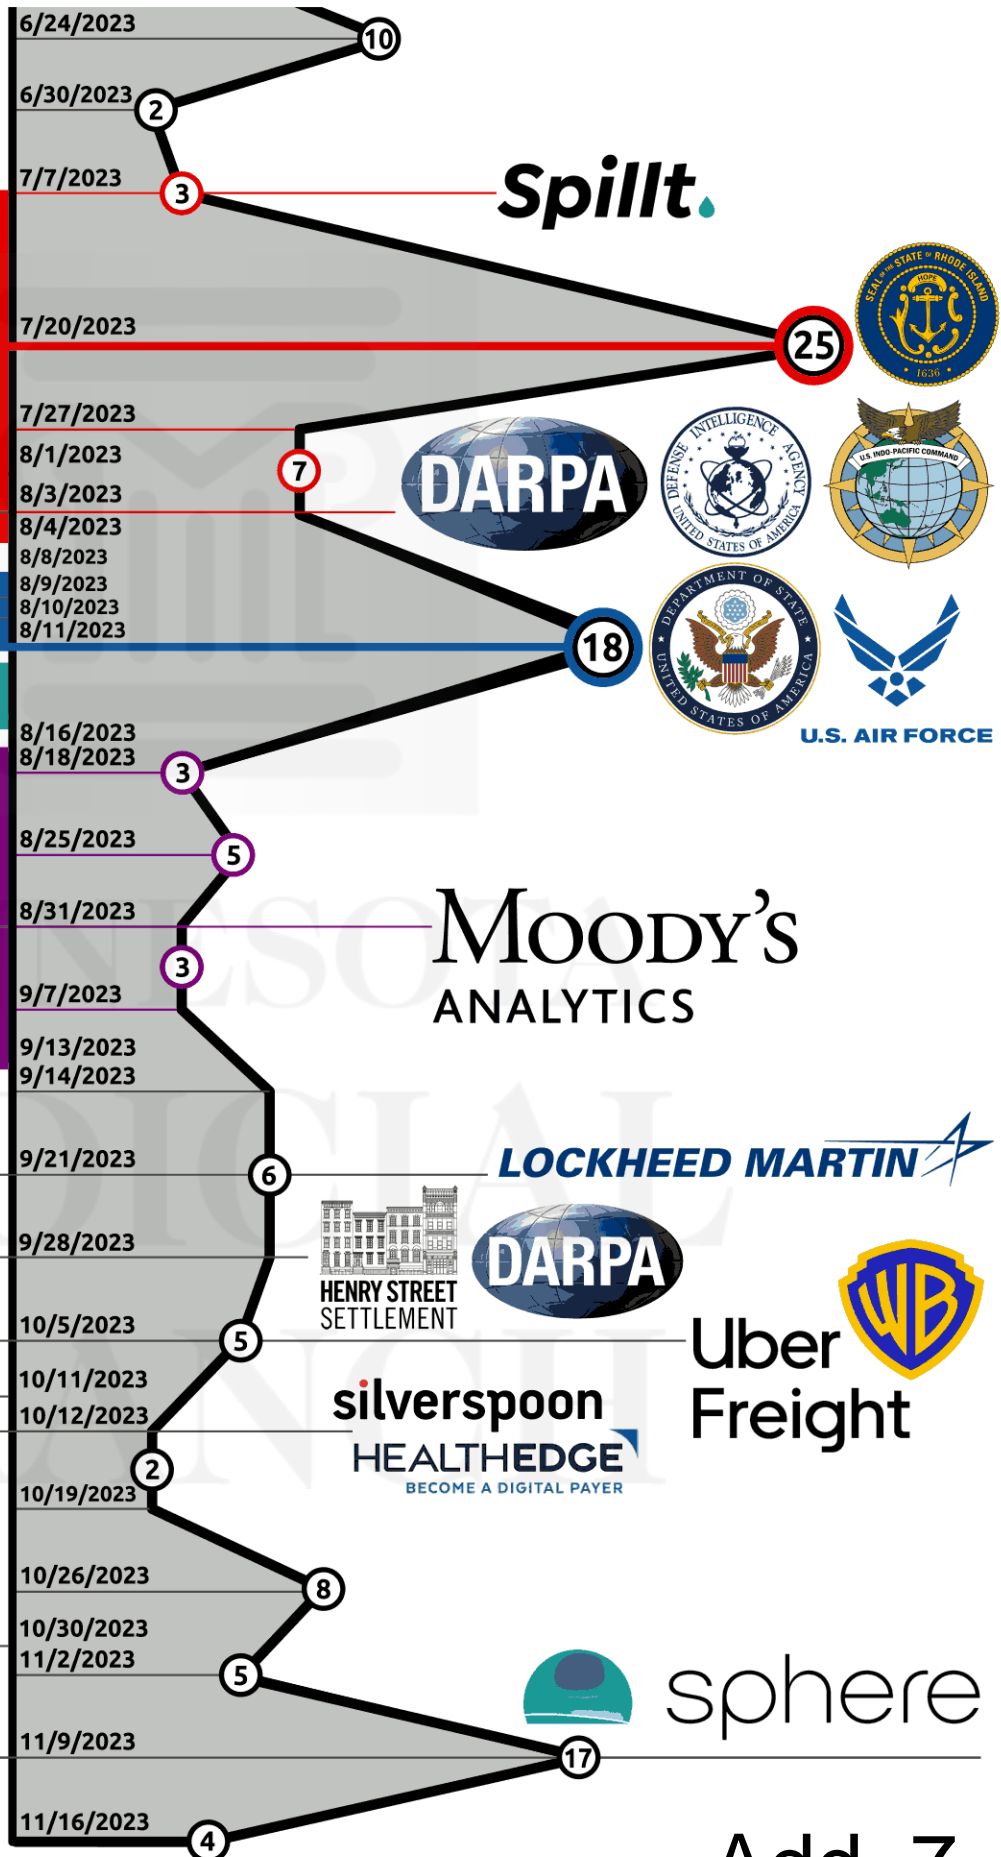 6/24/2023
10
6/30/2023
2
7/7/2023
3
Spillt.
7/20/2023
25
SEAL OF THE STATE OF RHODE ISLAND
HOPE
1636
7/27/2023
8/1/2023
7
8/3/2023
8/4/2023
DARPA
DEFENSE INTELLIGENCE AGENCY
UNITED STATES OF AMERICA
U.S. INDO-PACIFIC COMMAND
8/8/2023
8/9/2023
8/10/2023
8/11/2023
18
DEPARTMENT OF STATE
UNITED STATES OF AMERICA
U.S. AIR FORCE
8/16/2023
8/18/2023
3
8/25/2023
5
8/31/2023
MOODY'S
ANALYTICS
3
9/7/2023
9/13/2023
9/14/2023
9/21/2023
6
LOCKHEED MARTIN
9/28/2023
HENRY STREET
SETTLEMENT
DARPA
WB
10/5/2023
5
Uber
Freight
10/11/2023
10/12/2023
silverspoon
HEALTHEDGE
BECOME A DIGITAL PAYER
2
10/19/2023
10/26/2023
8
10/30/2023
11/2/2023
5
sphere
11/9/2023
17
11/16/2023
4